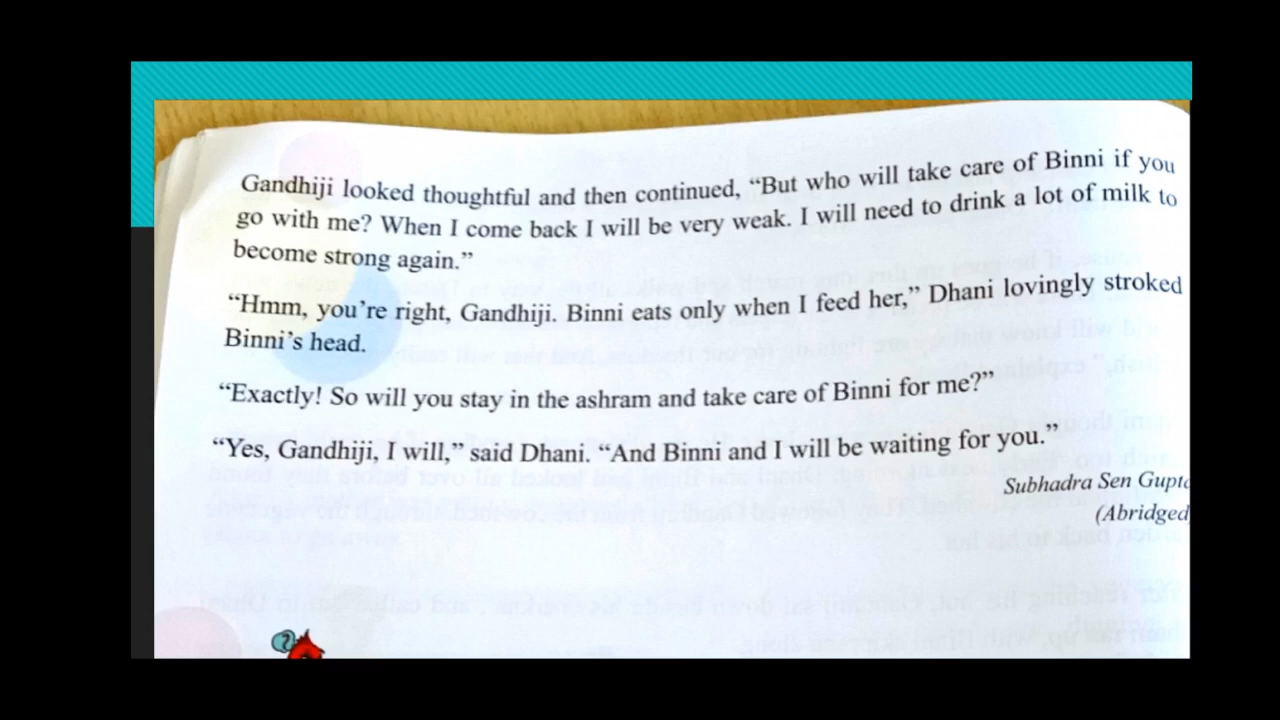 Gandhiji looked thoughtful and then continued, “But who will take care of Binni if you
go with me? When I come back I will be very weak. I will need to drink a lot of milk to
become strong again.”
“Hmm, you’re right, Gandhiji. Binni eats only when I feed her,” Dhani lovingly stroked
Binni’s head.
“Exactly! So will you stay in the ashram and take care of Binni for me?”
“Yes, Gandhiji, I will,” said Dhani. “And Binni and I will be waiting for you.”
Subhadra Sen Gupta
(Abridged)